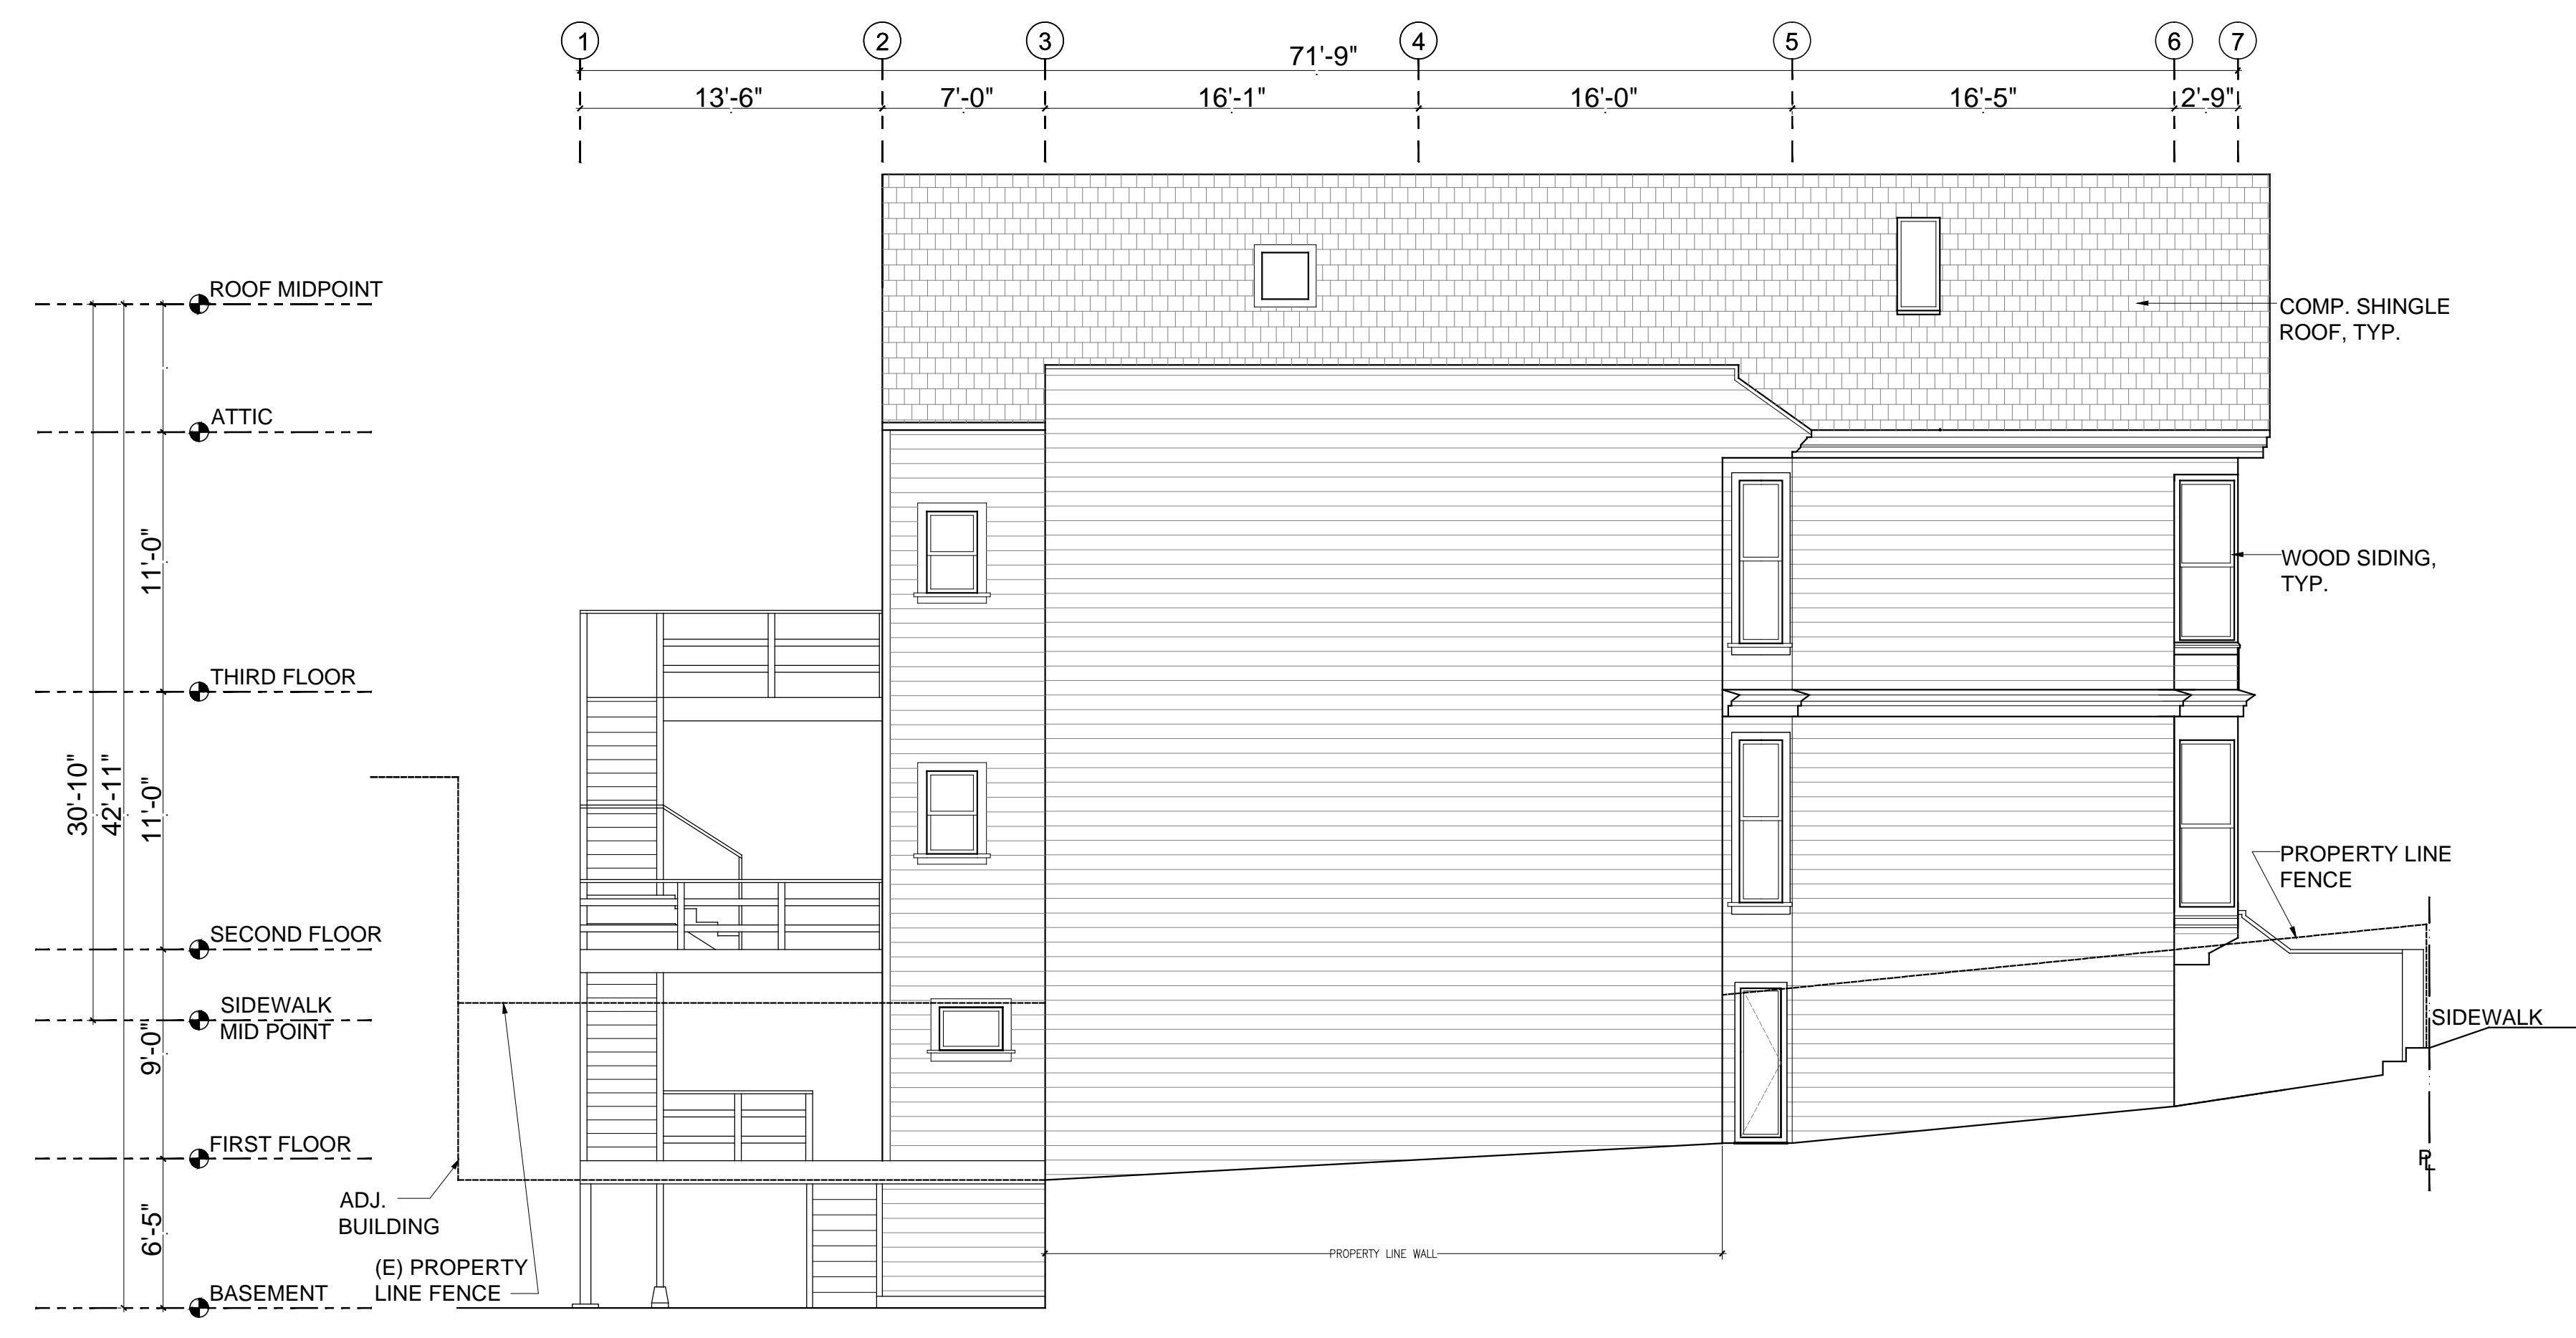 1 2 3 4 5 6 7
71'-9"
13'-6" 7'-0" 16'-1" 16'-0" 16'-5" 2'-9"
ROOF MIDPOINT
COMP. SHINGLE
ROOF, TYP.
ATTIC
11'-0"
WOOD SIDING,
TYP.
THIRD FLOOR
30'-10"
42'-11"
11'-0"
PROPERTY LINE
FENCE
SECOND FLOOR
SIDEWALK
MID POINT
SIDEWALK
9'-0"
FIRST FLOOR
PL
ADJ.
BUILDING
6'-5"
PROPERTY LINE WALL
(E) PROPERTY
LINE FENCE
BASEMENT